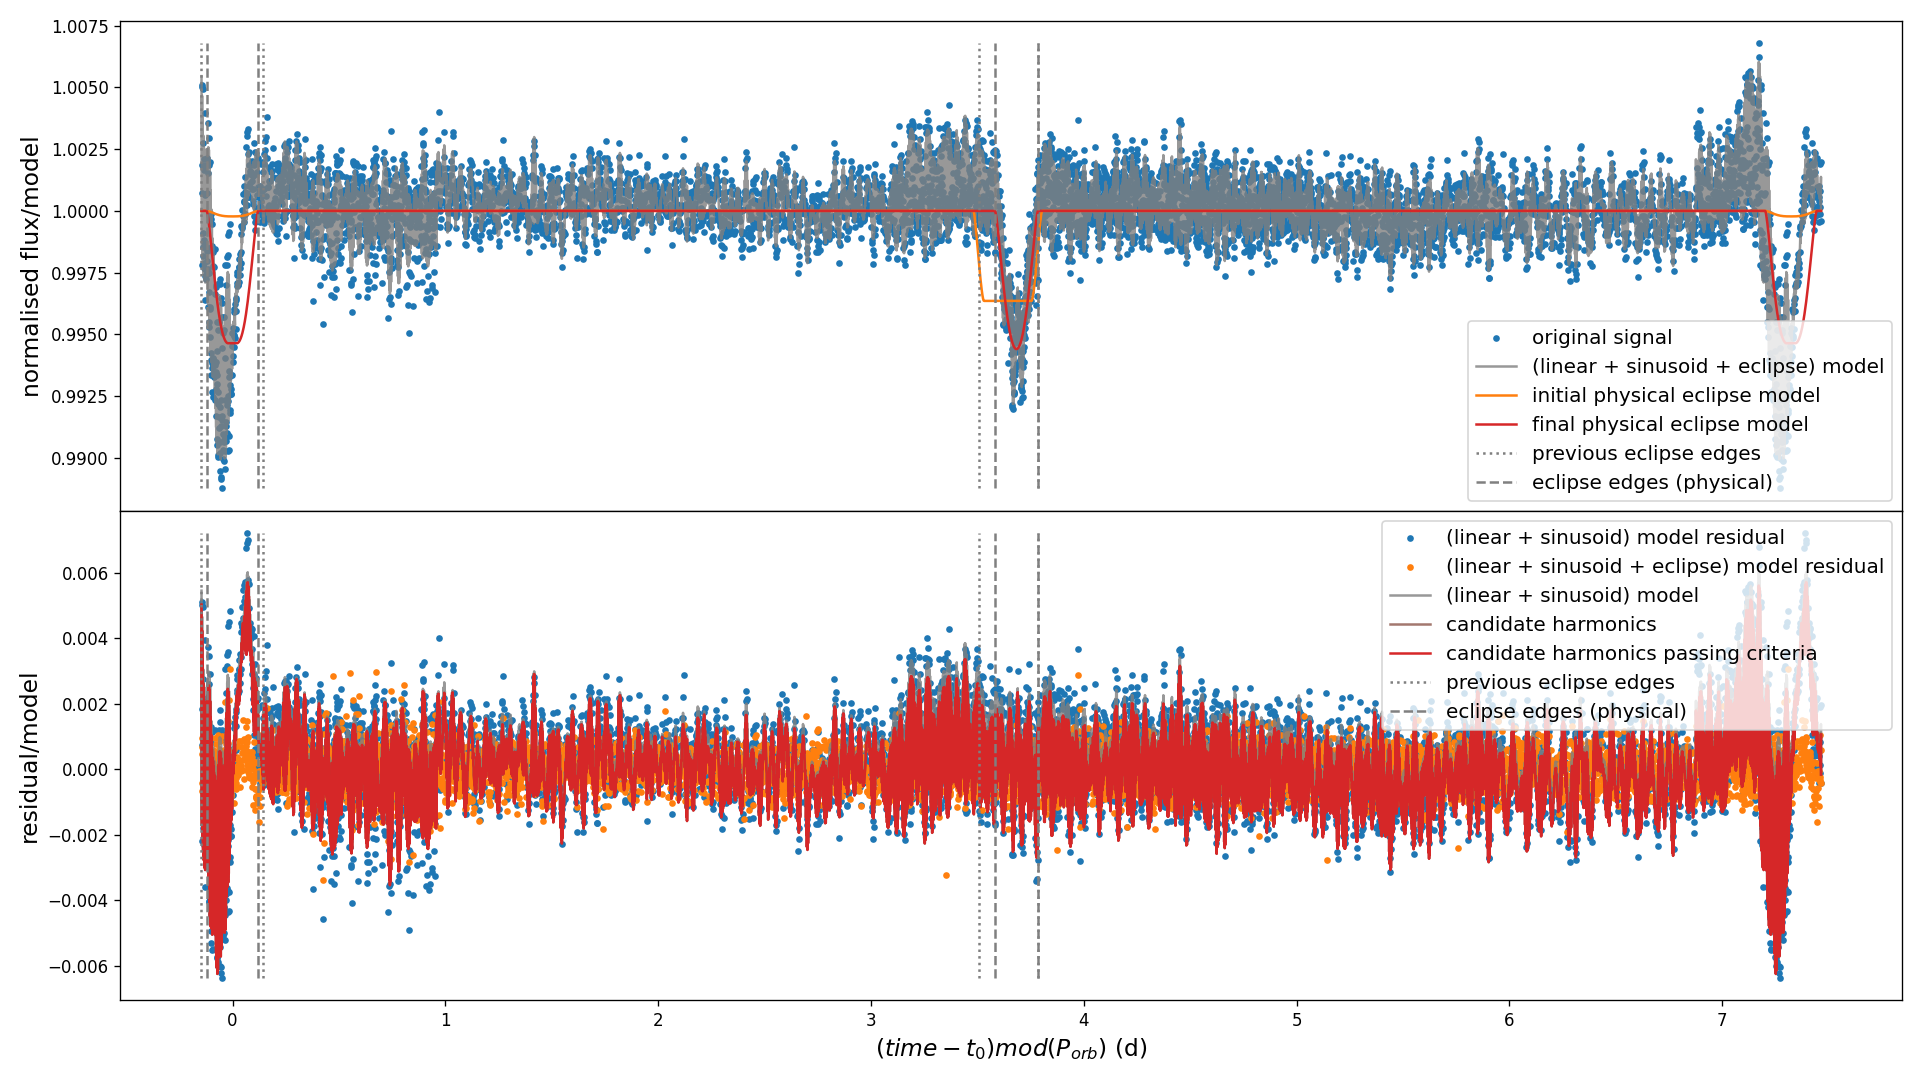 1.0075
1.0050
1.0025
1.0000
0.9975
0.9950
0.9925
0.9900
normalised flux/model
original signal
(linear + sinusoid + eclipse) model
initial physical eclipse model
final physical eclipse model
previous eclipse edges
eclipse edges (physical)
0.006
0.004
0.002
0.000
−0.002
−0.004
−0.006
residual/model
(linear + sinusoid) model residual
(linear + sinusoid + eclipse) model residual
(linear + sinusoid) model
candidate harmonics
candidate harmonics passing criteria
previous eclipse edges
eclipse edges (physical)
0 1 2 3 4 5 6 7
(time − t₀)mod(Pₒᵣᵦ) (d)